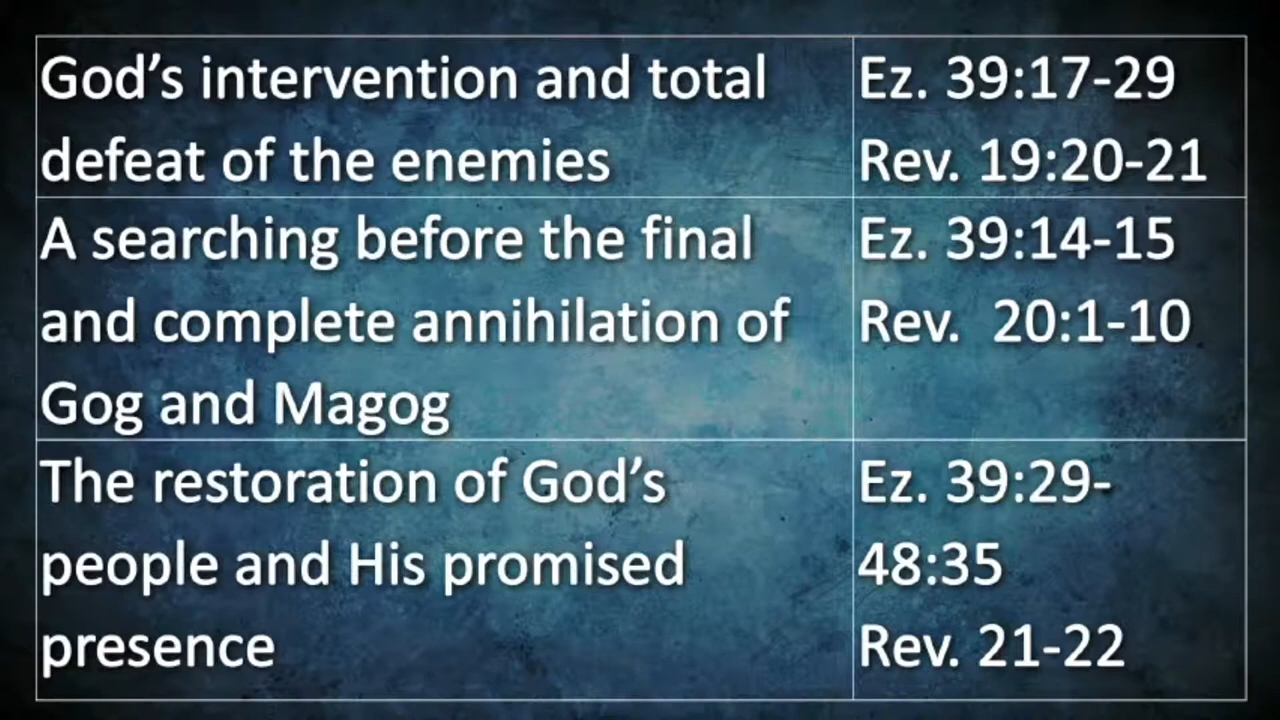 God's intervention and total
defeat of the enemies
Ez. 39:17-29
Rev. 19:20-21
A searching before the final
and complete annihilation of
Gog and Magog
Ez. 39:14-15
Rev.  20:1-10
The restoration of God's
people and His promised
presence
Ez. 39:29-
48:35
Rev. 21-22